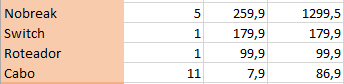 Nobreak 5 259,9 1299,5
Switch 1 179,9 179,9
Roteador 1 99,9 99,9
Cabo 11 7,9 86,9